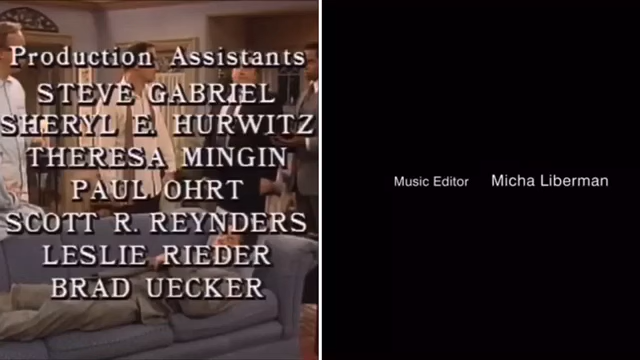 Production Assistants
STEVE GABRIEL
SHERYL E. HURWITZ
THERESA MINGIN
PAUL OHRT
SCOTT R. REYNDERS
LESLIE RIEDER
BRAD UECKER
Music Editor Micha Liberman